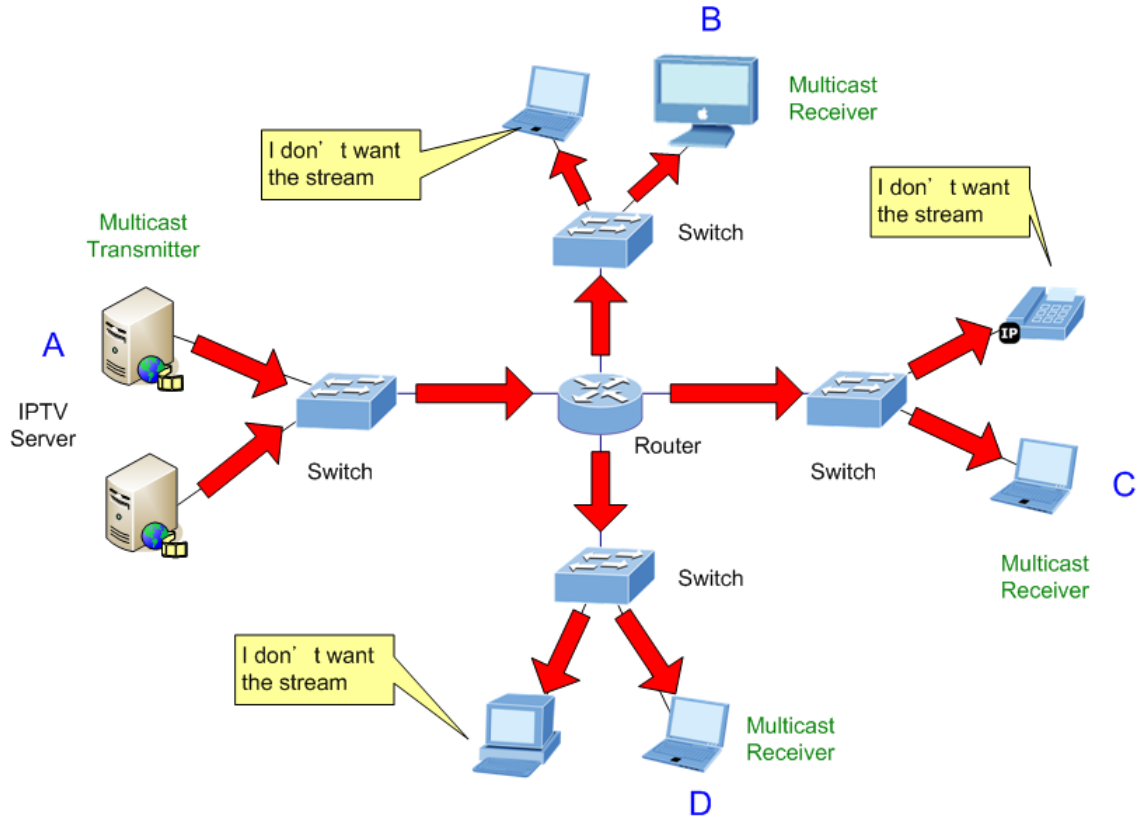 B
Multicast
Receiver
I don't want
the stream
Switch
I don't want
the stream
Multicast
Transmitter
A
IPTV
Server
Switch
IP
Router
Switch
C
Multicast
Receiver
Switch
I don't want
the stream
Multicast
Receiver
D